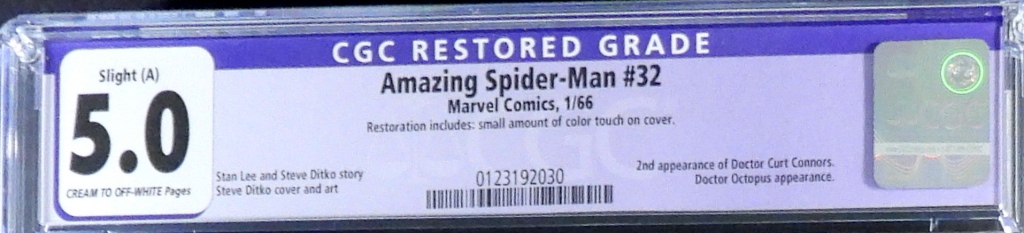 CGC RESTORED GRADE
Slight (A)
5.0
CREAM TO OFF-WHITE Pages
Amazing Spider-Man #32
Marvel Comics, 1/66
Restoration includes: small amount of color touch on cover.
Stan Lee and Steve Ditko story
Steve Ditko cover and art
0123192030
2nd appearance of Doctor Curt Connors.
Doctor Octopus appearance.
CGC